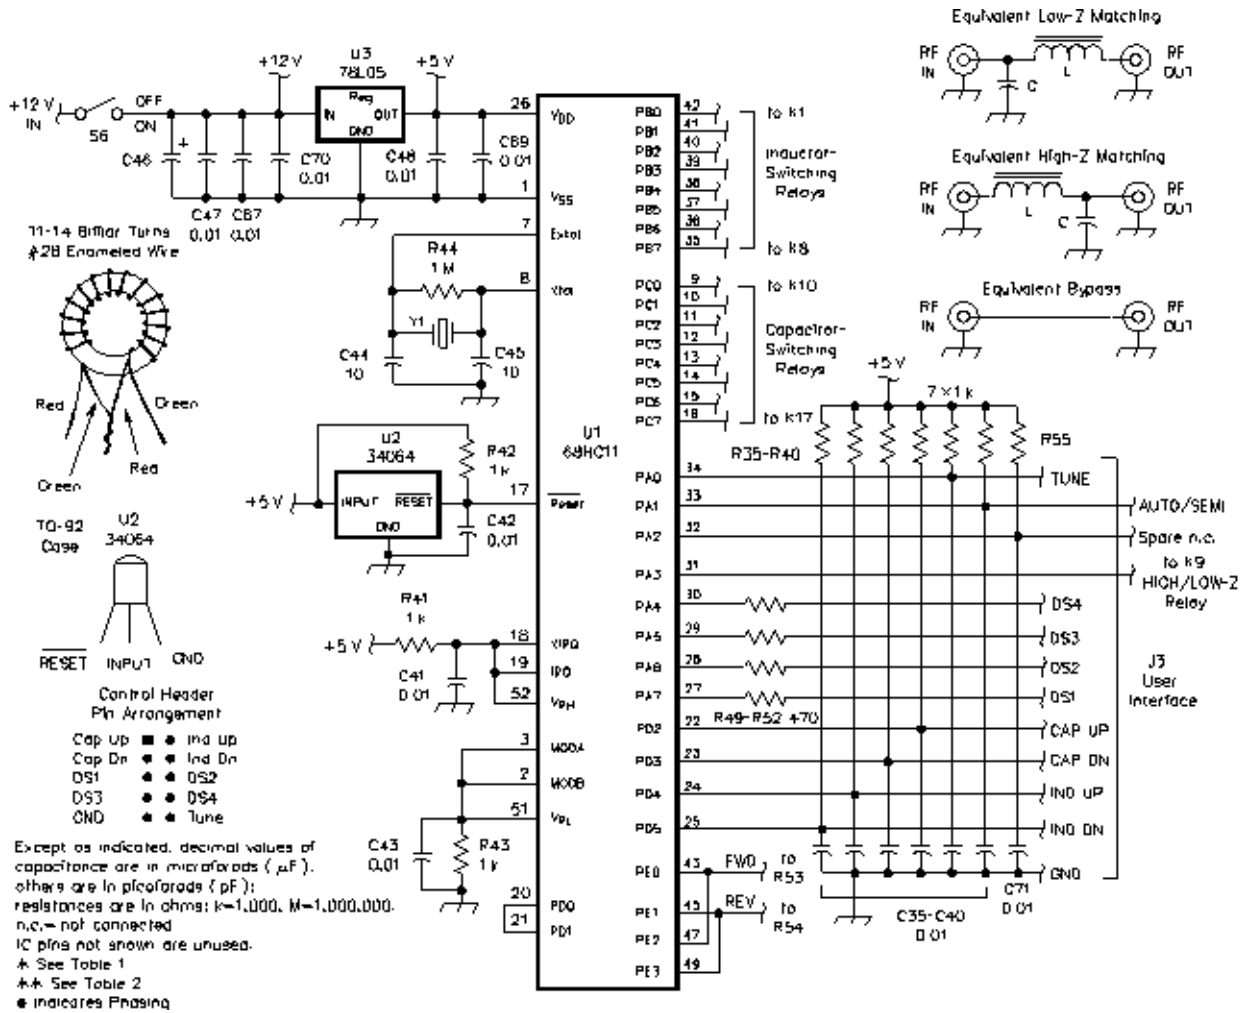 Equivalent Low-Z Matching
RF IN
C
L
RF OUT
Equivalent High-Z Matching
RF IN
L
C
RF OUT
Equivalent Bypass
RF IN
RF OUT
+12 V IN
S6
OFF
ON
+12 V
U3
78L05
Reg
IN
OUT
GND
+5 V
C46
+
C47
0.01
C67
0.01
C70
0.01
C48
0.01
C69
0.01
11-14 Bifilar Turns
#28 Enameled Wire
Red
Green
Green
Red
R44
1 M
Y1
C44
10
C45
10
U2
34064
INPUT
RESET
GND
+5 V
R42
1 k
C42
0.01
TO-92
Case
U2
34064
RESET
INPUT
GND
R41
1 k
+5 V
C41
0.01
Control Header
Pin Arrangement
Cap Up
Ind Up
Cap Dn
Ind Dn
DS1
DS2
DS3
DS4
GND
Tune
C43
0.01
R43
1 k
Except as indicated, decimal values of
capacitance are in microfarads ( µF ),
others are in picofarads ( pF );
resistances are in ohms; k=1,000, M=1,000,000.
n.c.= not connected
IC pins not shown are unused.
* See Table 1
** See Table 2
● Indicates Phasing
U1
68HC11
26
VDD
1
VSS
7
Extal
8
Xtal
17
Reset
18
XIRQ
19
IRQ
52
VRH
3
MODA
2
MODB
51
VRL
20
PD0
21
PD1
PB0
42
to K1
PB1
41
PB2
40
PB3
39
PB4
38
PB5
37
PB6
36
PB7
35
to K8
Inductor-
Switching
Relays
PC0
9
to K10
PC1
10
PC2
11
PC3
12
PC4
13
PC5
14
PC6
15
PC7
16
to K17
Capacitor-
Switching
Relays
+5 V
7 × 1 k
R35-R40
R55
PA0
34
TUNE
PA1
33
AUTO/SEMI
PA2
32
Spare n.c.
PA3
31
to K9
HIGH/LOW-Z
Relay
PA4
30
DS4
PA5
29
DS3
PA6
28
DS2
PA7
27
DS1
R49-R52 470
PD2
22
CAP UP
PD3
23
CAP DN
PD4
24
IND UP
PD5
25
IND DN
GND
J3
User
Interface
PE0
43
FWD
to R53
PE1
45
REV
to R54
PE2
47
PE3
49
C35-C40
0.01
C71
0.01